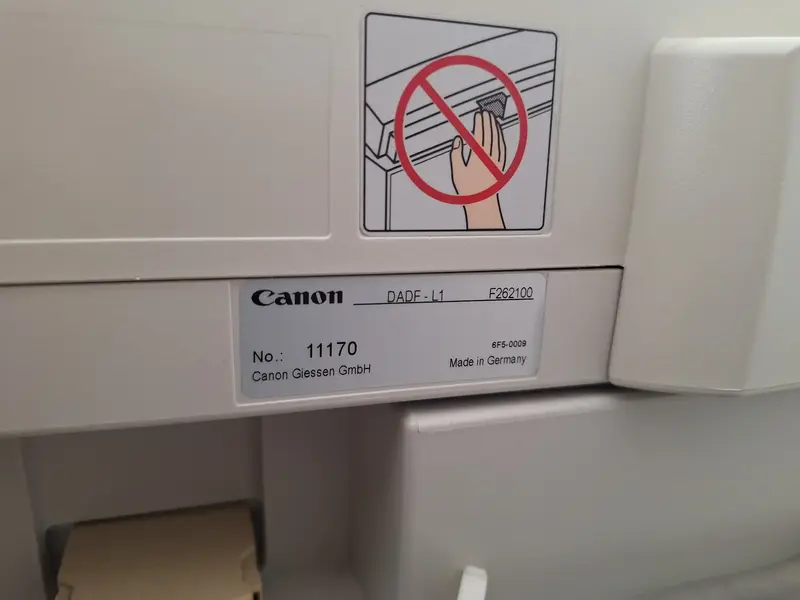 Canon DADF - L1 F262100
No.: 11170 6F5-0009
Canon Giessen GmbH Made in Germany